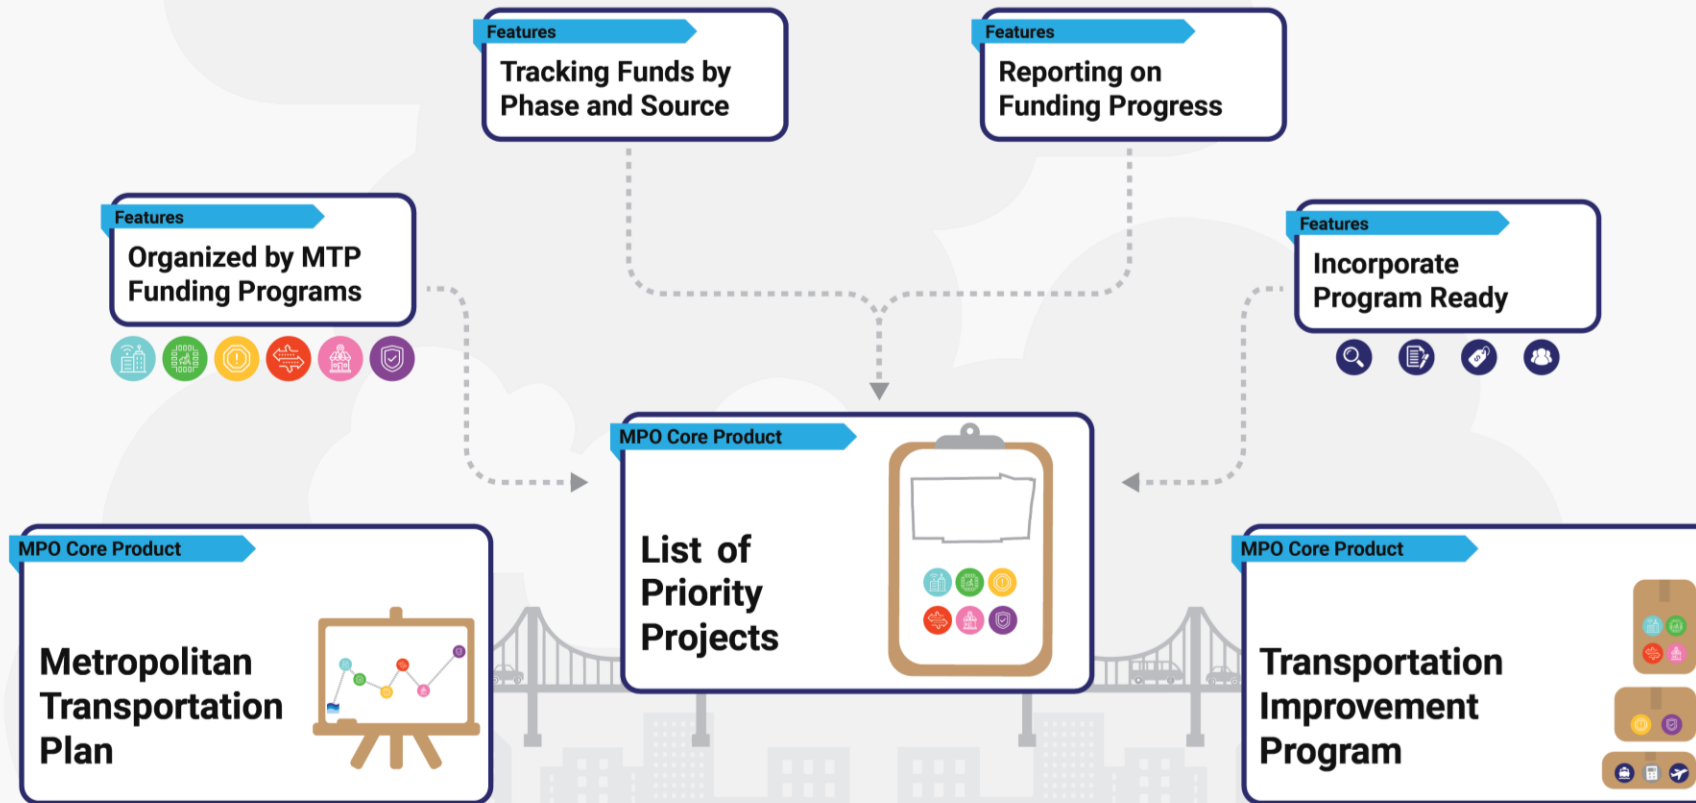 Features
Tracking Funds by
Phase and Source
Features
Reporting on
Funding Progress
Features
Organized by MTP
Funding Programs
Features
Incorporate
Program Ready
MPO Core Product
List of
Priority
Projects
MPO Core Product
Metropolitan
Transportation
Plan
MPO Core Product
Transportation
Improvement
Program